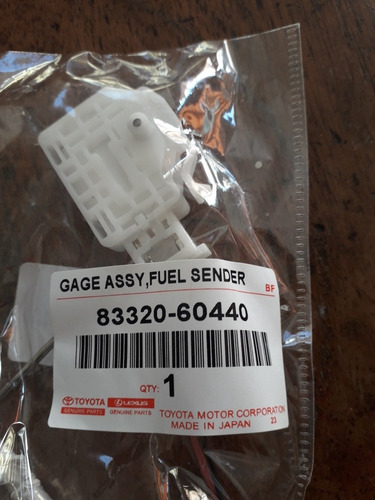 GAGE ASSY,FUEL SENDER
BF
83320-60440
QTY: 1
TOYOTA LEXUS
GENUINE PARTS GENUINE PARTS
TOYOTA MOTOR CORPORATION
MADE IN JAPAN 23